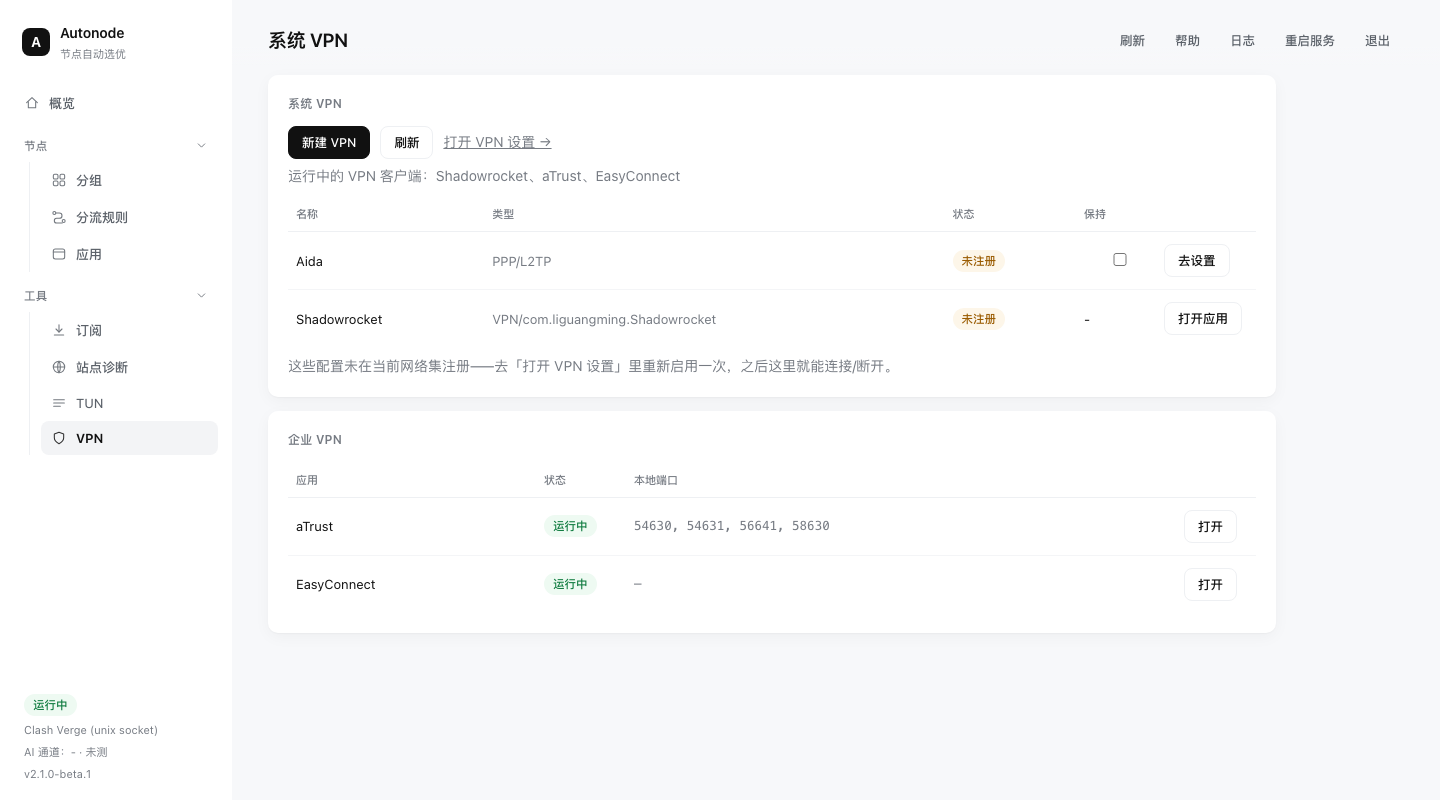 A
Autonode
节点自动选优
概览
节点
分组
分流规则
应用
工具
订阅
站点诊断
TUN
VPN
运行中
Clash Verge (unix socket)
AI 通道：- · 未测
v2.1.0-beta.1
系统 VPN
刷新 帮助 日志 重启服务 退出
系统 VPN
新建 VPN 刷新 打开 VPN 设置 →
运行中的 VPN 客户端：Shadowrocket、aTrust、EasyConnect
名称 类型 状态 保持
Aida PPP/L2TP 未注册 去设置
Shadowrocket VPN/com.liguangming.Shadowrocket 未注册 - 打开应用
这些配置未在当前网络集注册——去「打开 VPN 设置」里重新启用一次，之后这里就能连接/断开。
企业 VPN
应用 状态 本地端口
aTrust 运行中 54630, 54631, 56641, 58630 打开
EasyConnect 运行中 — 打开